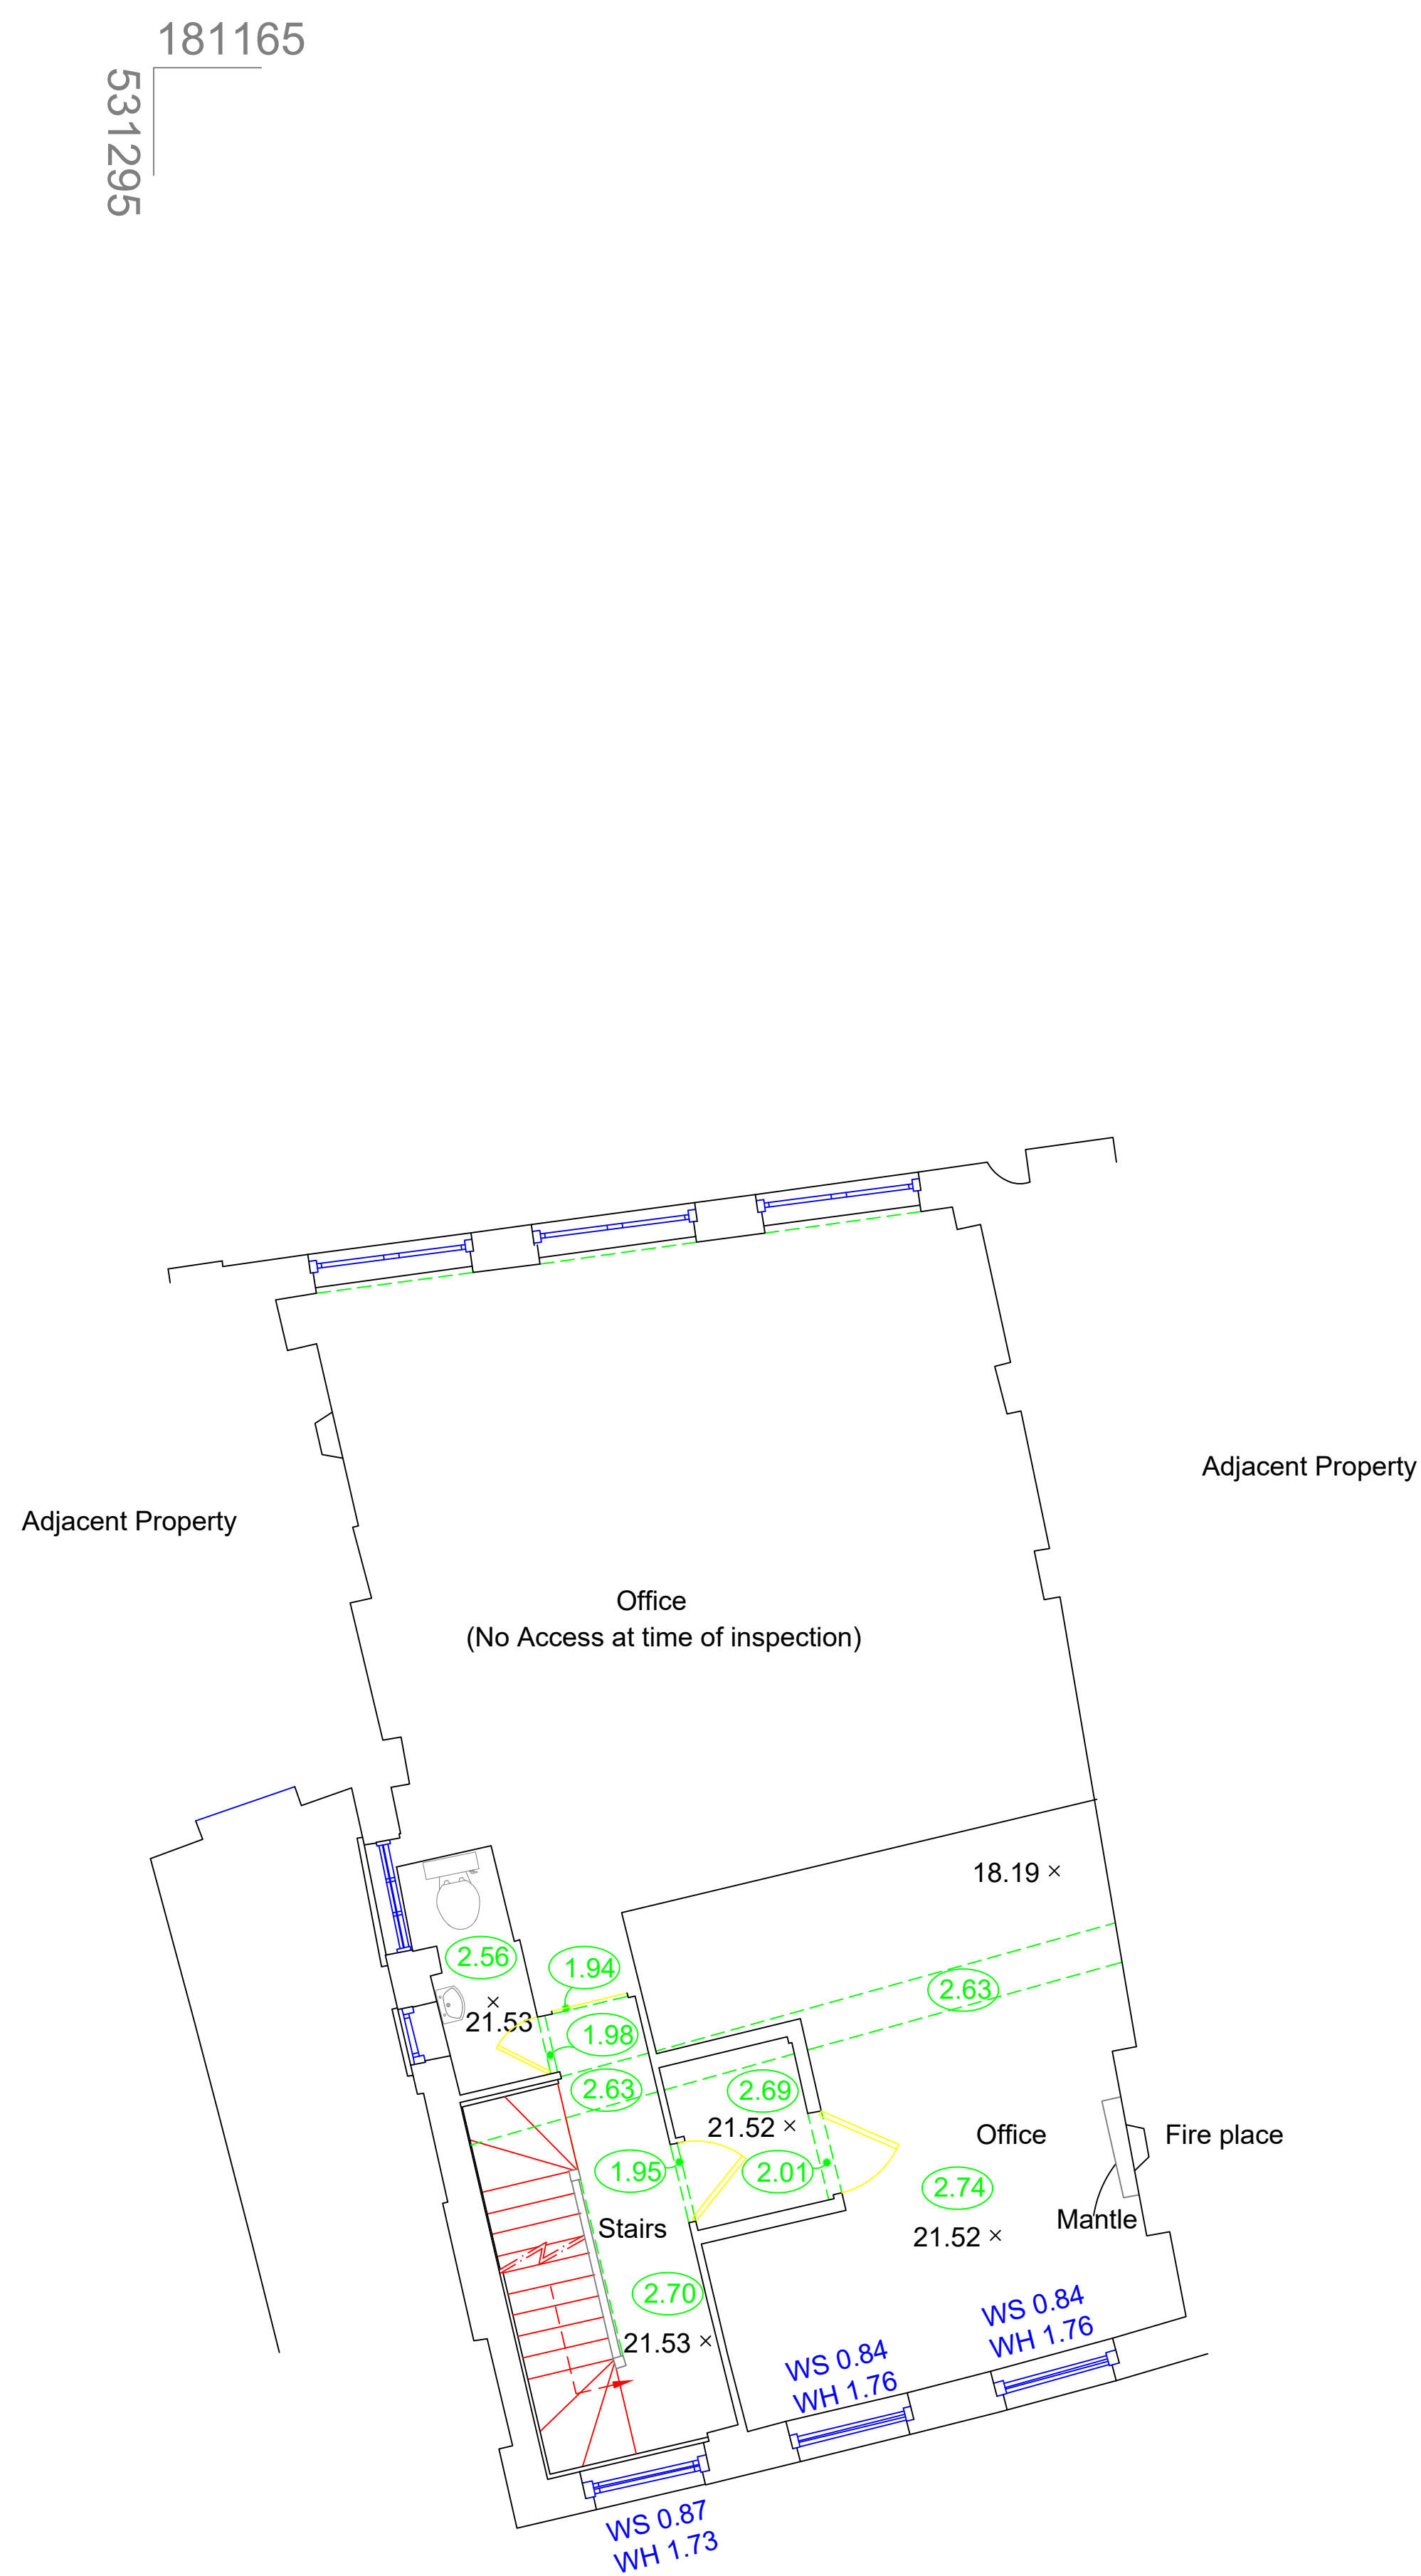 181165
531295
Adjacent Property
Adjacent Property
Office
(No Access at time of inspection)
18.19 ×
2.56
1.94
2.63
21.53
1.98
2.63
2.69
21.52 ×
Office
Fire place
1.95
2.01
2.74
Mantle
Stairs
21.52 ×
2.70
21.53 ×
WS 0.84
WH 1.76
WS 0.84
WH 1.76
WS 0.87
WH 1.73